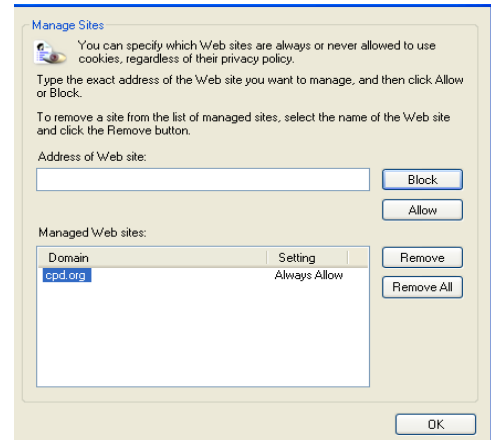 Manage Sites
You can specify which Web sites are always or never allowed to use
cookies, regardless of their privacy policy.
Type the exact address of the Web site you want to manage, and then click Allow
or Block.
To remove a site from the list of managed sites, select the name of the Web site
and click the Remove button.
Address of Web site:
Block
Allow
Managed Web sites:
Domain Setting
Remove
cpd.org Always Allow
Remove All
OK